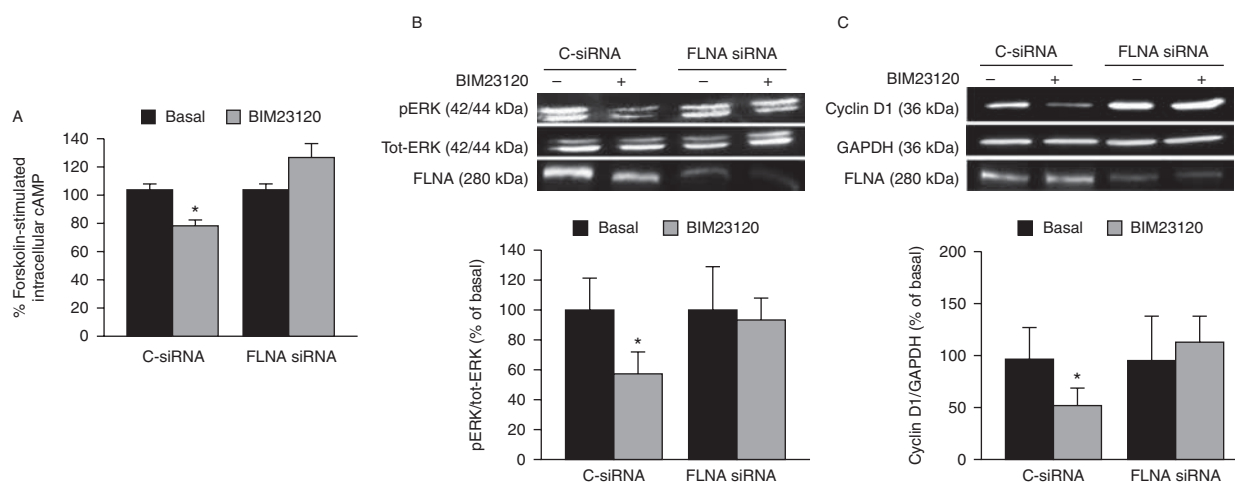 A
Basal
BIM23120
% Forskolin-stimulated
intracellular cAMP
140
120
100
80
60
40
20
0
*
C-siRNA
FLNA siRNA
B
C-siRNA
FLNA siRNA
BIM23120
–
+
–
+
pERK (42/44 kDa)
Tot-ERK (42/44 kDa)
FLNA (280 kDa)
Basal
BIM23120
pERK/tot-ERK (% of basal)
140
120
100
80
60
40
20
0
*
C-siRNA
FLNA siRNA
C
C-siRNA
FLNA siRNA
BIM23120
–
+
–
+
Cyclin D1 (36 kDa)
GAPDH (36 kDa)
FLNA (280 kDa)
Basal
BIM23120
Cyclin D1/GAPDH (% of basal)
200
150
100
50
0
*
C-siRNA
FLNA siRNA